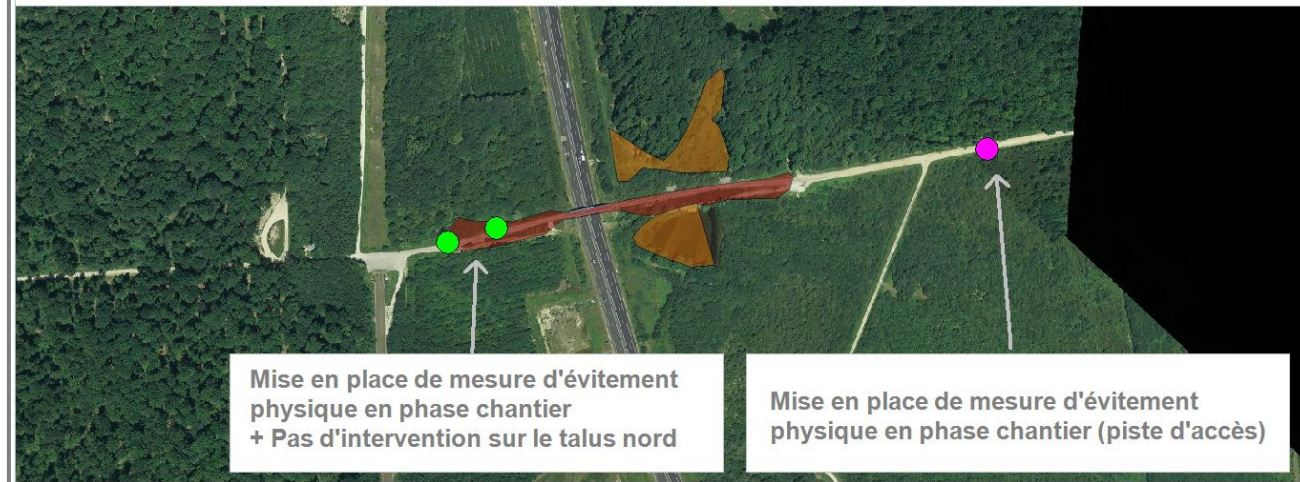 Mise en place de mesure d'évitement
physique en phase chantier
+ Pas d'intervention sur le talus nord
Mise en place de mesure d'évitement
physique en phase chantier (piste d'accès)